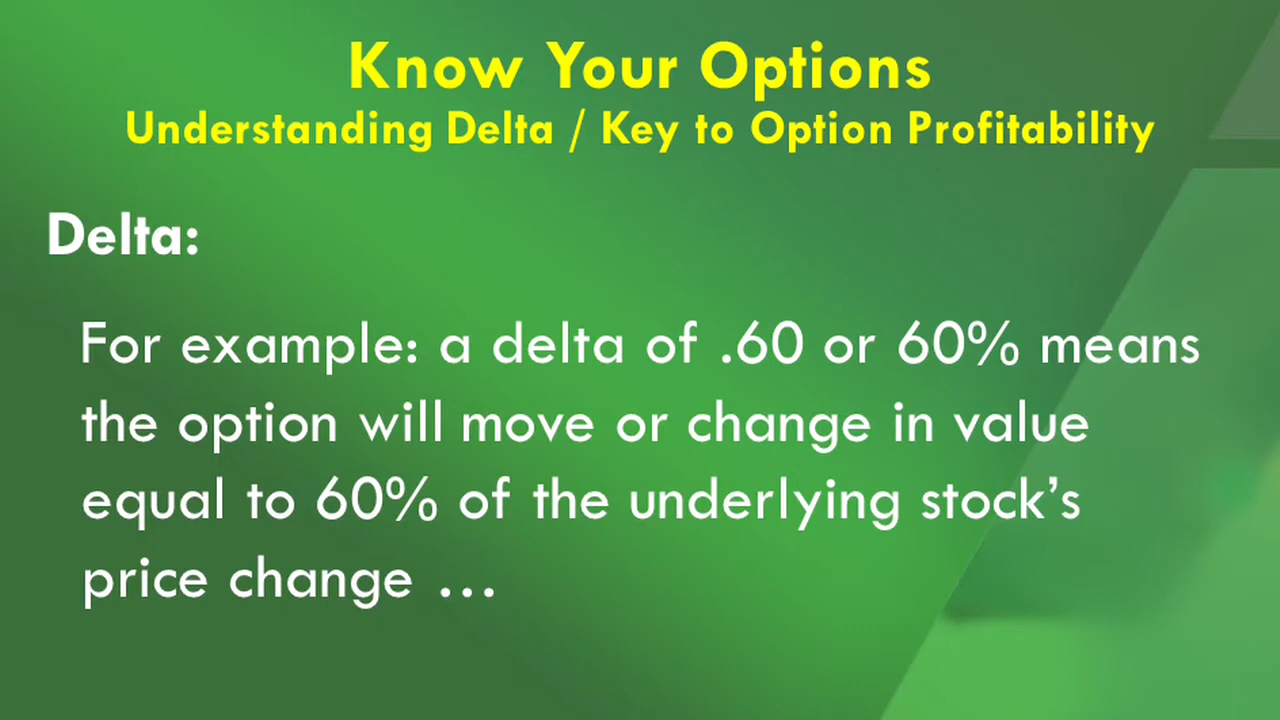 Know Your Options
Understanding Delta / Key to Option Profitability
Delta:
For example: a delta of .60 or 60% means
the option will move or change in value
equal to 60% of the underlying stock’s
price change …